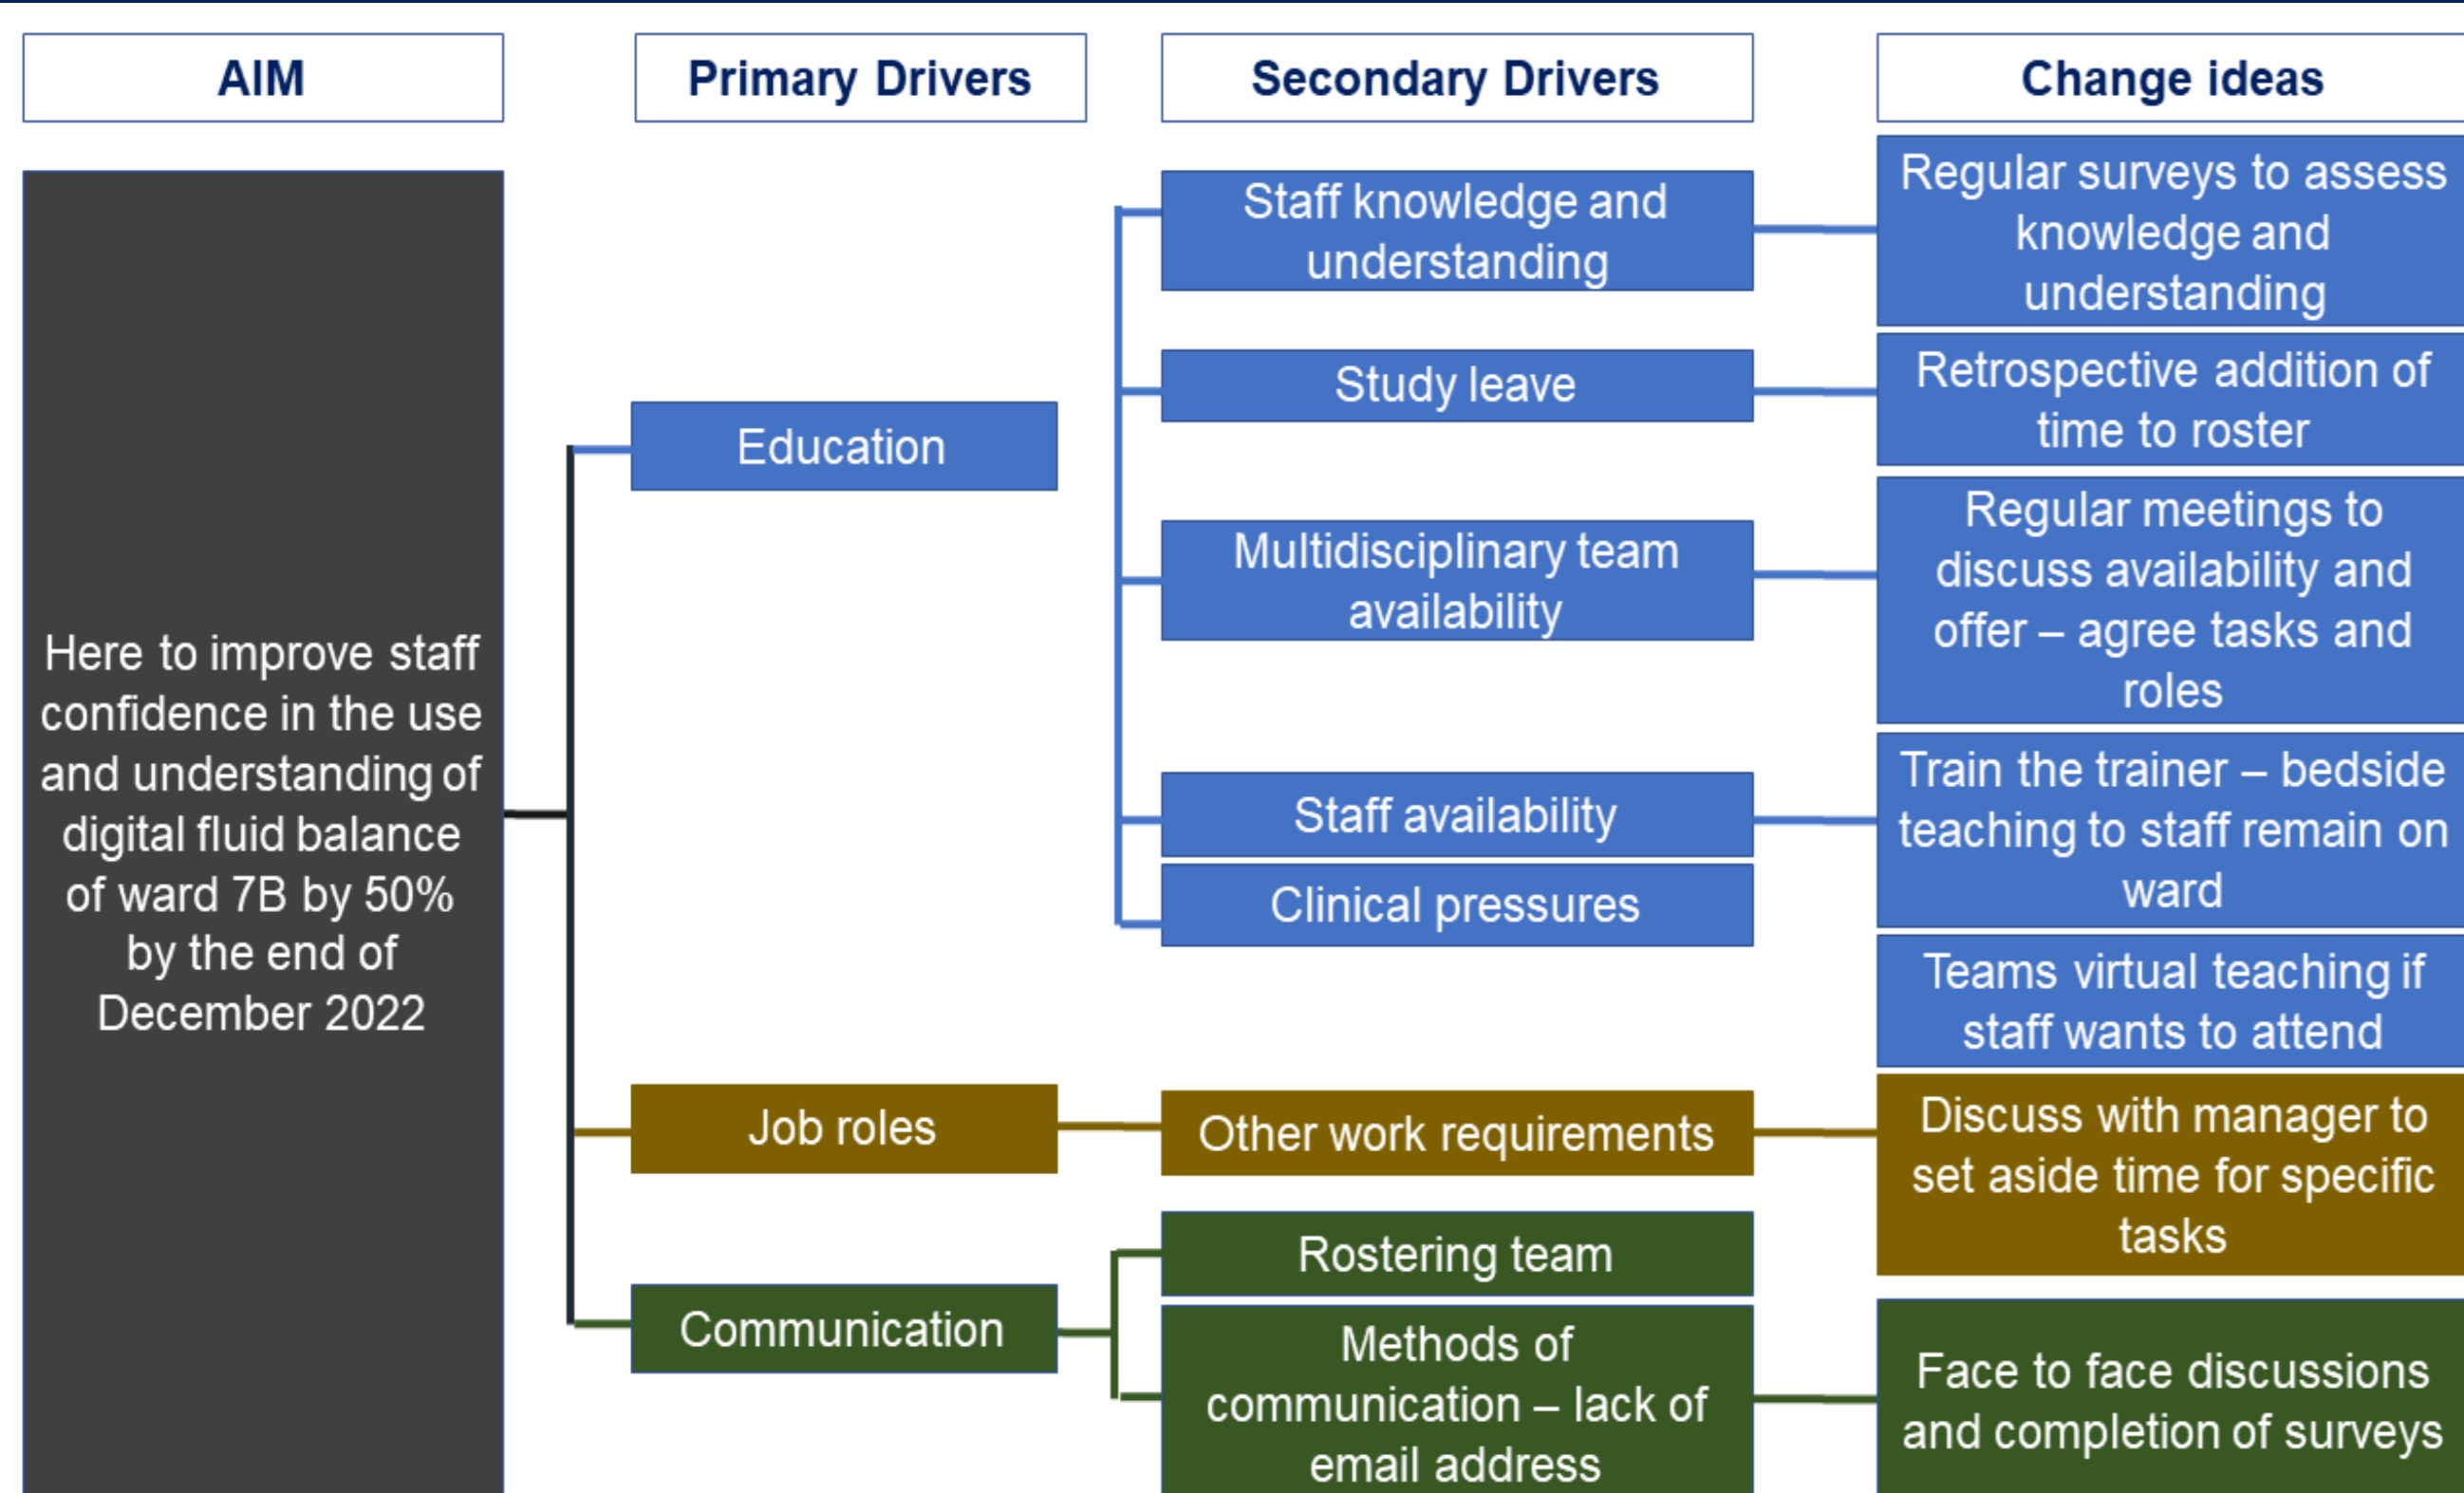 AIM
Primary Drivers
Secondary Drivers
Change ideas
Here to improve staff
confidence in the use
and understanding of
digital fluid balance
of ward 7B by 50%
by the end of
December 2022
Education
Job roles
Communication
Staff knowledge and
understanding
Study leave
Multidisciplinary team
availability
Staff availability
Clinical pressures
Other work requirements
Rostering team
Methods of
communication – lack of
email address
Regular surveys to assess
knowledge and
understanding
Retrospective addition of
time to roster
Regular meetings to
discuss availability and
offer – agree tasks and
roles
Train the trainer – bedside
teaching to staff remain on
ward
Teams virtual teaching if
staff wants to attend
Discuss with manager to
set aside time for specific
tasks
Face to face discussions
and completion of surveys